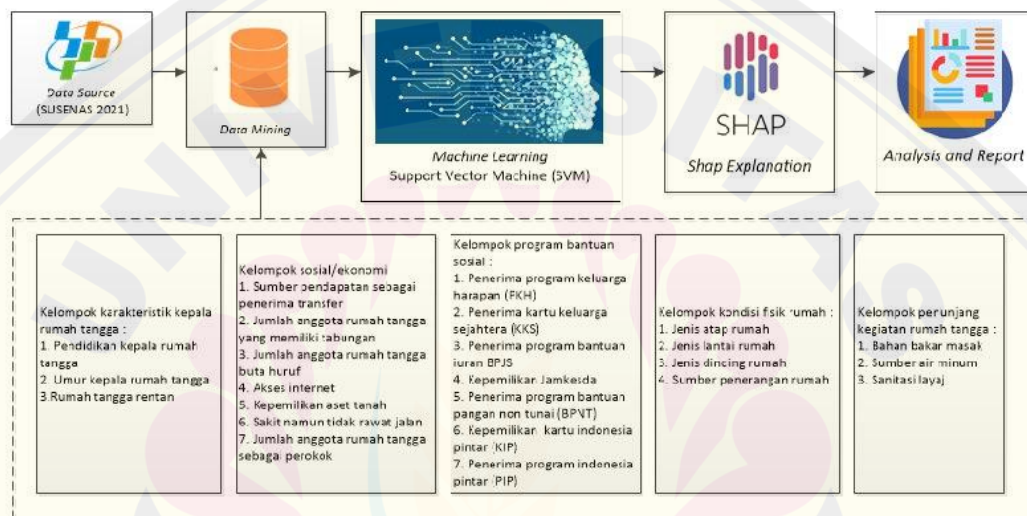 Data Source
(SUSENAS 2021)
Data Mining
Machine Learning
Support Vector Machine (SVM)
SHAP
Shap Explanation
Analysis and Report
Kelompok karakteristik kepala
rumah tangga :
1. Pendidikan kepala rumah
tangga
2. Umur kepala rumah tangga
3.Rumah tangga rentan
Kelompok sosial/ekonomi
1. Sumber pendapatan sebagai
penerima transfer
2. Jumlah anggota rumah tangga
yang memiliki tabungan
3. Jumlah anggota rumah tangga
buta huruf
4. Akses internet
5. Kepemilikan aset tanah
6. Sakit namun tidak rawat jalan
7. Jumlah anggota rumah tangga
sebagai perokok
Kelompok program bantuan
sosial :
1. Penerima program keluarga
harapan (PKH)
2. Penerima kartu keluarga
sejahtera (KKS)
3. Penerima program bantuan
iuran BPJS
4. Kepemilikan Jamkesda
5. Penerima program bantuan
pangan non tunai (BPNT)
6. Kepemilikan kartu indonesia
pintar (KIP)
7. Penerima program indonesia
pintar (PIP)
Kelompok kondisi fisik rumah :
1. Jenis atap rumah
2. Jenis lantai rumah
3. Jenis dinding rumah
4. Sumber penerangan rumah
Kelompok penunjang
kegiatan rumah tangga :
1. Bahan bakar masak
2. Sumber air minum
3. Sanitasi layak
UNIVERSITAS